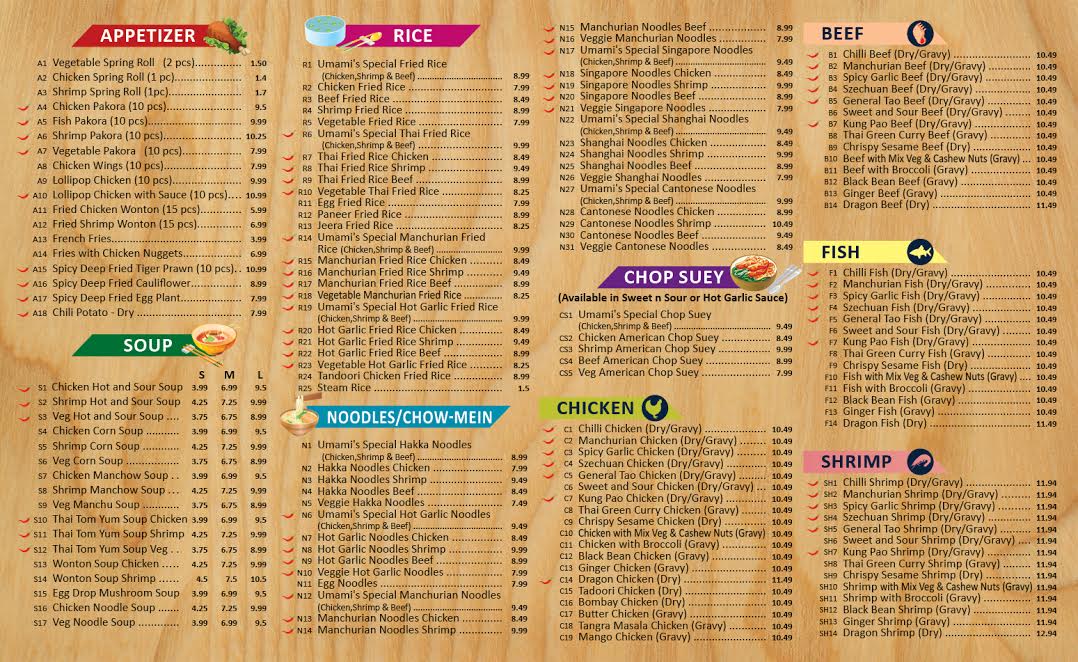 APPETIZER
A1 Vegetable Spring Roll (2 pcs) 1.50
A2 Chicken Spring Roll (1 pc) 1.4
A3 Shrimp Spring Roll (1pc) 1.7
A4 Chicken Pakora (10 pcs) 9.5
A5 Fish Pakora (10 pcs) 9.99
A6 Shrimp Pakora (10 pcs) 10.25
A7 Vegetable Pakora (10 pcs) 7.99
A8 Chicken Wings (10 pcs) 7.99
A9 Lollipop Chicken (10 pcs) 9.99
A10 Lollipop Chicken with Sauce (10 pcs) 10.99
A11 Fried Chicken Wonton (15 pcs) 5.99
A12 Fried Shrimp Wonton (15 pcs) 6.99
A13 French Fries 3.99
A14 Fries with Chicken Nuggets 6.99
A15 Spicy Deep Fried Tiger Prawn (10 pcs) 10.99
A16 Spicy Deep Fried Cauliflower 8.99
A17 Spicy Deep Fried Egg Plant 7.99
A18 Chili Potato - Dry 7.99
SOUP
S M L
S1 Chicken Hot and Sour Soup 3.99 6.99 9.5
S2 Shrimp Hot and Sour Soup 4.25 7.25 9.99
S3 Veg Hot and Sour Soup 3.75 6.75 8.99
S4 Chicken Corn Soup 3.99 6.99 9.5
S5 Shrimp Corn Soup 4.25 7.25 9.99
S6 Veg Corn Soup 3.75 6.75 8.99
S7 Chicken Manchow Soup 3.99 6.99 9.5
S8 Shrimp Manchow Soup 4.25 7.25 9.99
S9 Veg Manchu Soup 3.75 6.75 8.99
S10 Thai Tom Yum Soup Chicken 3.99 6.99 9.5
S11 Thai Tom Yum Soup Shrimp 4.25 7.25 9.99
S12 Thai Tom Yum Soup Veg 3.75 6.75 8.99
S13 Wonton Soup Chicken 4.25 7.25 9.99
S14 Wonton Soup Shrimp 4.5 7.5 10.5
S15 Egg Drop Mushroom Soup 3.99 6.99 9.5
S16 Chicken Noodle Soup 4.25 7.25 9.99
S17 Veg Noodle Soup 3.99 6.99 9.5
RICE
R1 Umami's Special Fried Rice
(Chicken,Shrimp & Beef) 8.99
R2 Chicken Fried Rice 7.99
R3 Beef Fried Rice 8.49
R4 Shrimp Fried Rice 8.99
R5 Vegetable Fried Rice 7.99
R6 Umami's Special Thai Fried Rice
(Chicken,Shrimp & Beef) 9.99
R7 Thai Fried Rice Chicken 8.49
R8 Thai Fried Rice Shrimp 9.49
R9 Thai Fried Rice Beef 8.99
R10 Vegetable Thai Fried Rice 8.25
R11 Egg Fried Rice 7.99
R12 Paneer Fried Rice 8.99
R13 Jeera Fried Rice 8.25
R14 Umami's Special Manchurian Fried
Rice (Chicken,Shrimp & Beef) 9.99
R15 Manchurian Fried Rice Chicken 8.49
R16 Manchurian Fried Rice Shrimp 9.49
R17 Manchurian Fried Rice Beef 8.99
R18 Vegetable Manchurian Fried Rice 8.25
R19 Umami's Special Hot Garlic Fried Rice
(Chicken,Shrimp & Beef) 9.99
R20 Hot Garlic Fried Rice Chicken 8.49
R21 Hot Garlic Fried Rice Shrimp 9.49
R22 Hot Garlic Fried Rice Beef 8.99
R23 Vegetable Hot Garlic Fried Rice 8.25
R24 Tandoori Chicken Fried Rice 8.99
R25 Steam Rice 1.5
NOODLES/CHOW-MEIN
N1 Umami's Special Hakka Noodles
(Chicken,Shrimp & Beef) 8.99
N2 Hakka Noodles Chicken 7.99
N3 Hakka Noodles Shrimp 9.49
N4 Hakka Noodles Beef 8.49
N5 Veggie Hakka Noodles 7.49
N6 Umami's Special Hot Garlic Noodles
(Chicken,Shrimp & Beef) 9.49
N7 Hot Garlic Noodles Chicken 8.49
N8 Hot Garlic Noodles Shrimp 9.99
N9 Hot Garlic Noodles Beef 8.99
N10 Veggie Hot Garlic Noodles 7.99
N11 Egg Noodles 7.99
N12 Umami's Special Manchurian Noodles
(Chicken,Shrimp & Beef) 9.49
N13 Manchurian Noodles Chicken 8.49
N14 Manchurian Noodles Shrimp 9.99
N15 Manchurian Noodles Beef 8.99
N16 Veggie Manchurian Noodles 7.99
N17 Umami's Special Singapore Noodles
(Chicken,Shrimp & Beef) 9.49
N18 Singapore Noodles Chicken 8.49
N19 Singapore Noodles Shrimp 9.99
N20 Singapore Noodles Beef 8.99
N21 Veggie Singapore Noodles 7.99
N22 Umami's Special Shanghai Noodles
(Chicken,Shrimp & Beef) 9.49
N23 Shanghai Noodles Chicken 8.49
N24 Shanghai Noodles Shrimp 9.99
N25 Shanghai Noodles Beef 8.99
N26 Veggie Shanghai Noodles 7.99
N27 Umami's Special Cantonese Noodles
(Chicken,Shrimp & Beef) 9.99
N28 Cantonese Noodles Chicken 8.99
N29 Cantonese Noodles Shrimp 10.49
N30 Cantonese Noodles Beef 9.49
N31 Veggie Cantonese Noodles 8.49
CHOP SUEY
(Available in Sweet n Sour or Hot Garlic Sauce)
CS1 Umami's Special Chop Suey
(Chicken,Shrimp & Beef) 9.49
CS2 Chicken American Chop Suey 8.49
CS3 Shrimp American Chop Suey 9.99
CS4 Beef American Chop Suey 8.99
CS5 Veg American Chop Suey 7.99
CHICKEN
C1 Chilli Chicken (Dry/Gravy) 10.49
C2 Manchurian Chicken (Dry/Gravy) 10.49
C3 Spicy Garlic Chicken (Dry/Gravy) 10.49
C4 Szechuan Chicken (Dry/Gravy) 10.49
C5 General Tao Chicken (Dry/Gravy) 10.49
C6 Sweet and Sour Chicken (Dry/Gravy) 10.49
C7 Kung Pao Chicken (Dry/Gravy) 10.49
C8 Thai Green Curry Chicken (Gravy) 10.49
C9 Chrispy Sesame Chicken (Dry) 10.49
C10 Chicken with Mix Veg & Cashew Nuts (Gravy) 10.49
C11 Chicken with Broccoli (Gravy) 10.49
C12 Black Bean Chicken (Gravy) 10.49
C13 Ginger Chicken (Gravy) 10.49
C14 Dragon Chicken (Dry) 11.49
C15 Tadoori Chicken (Dry) 10.49
C16 Bombay Chicken (Dry) 10.49
C17 Butter Chicken (Gravy) 10.49
C18 Tangra Masala Chicken (Gravy) 10.49
C19 Mango Chicken (Gravy) 10.49
BEEF
B1 Chilli Beef (Dry/Gravy) 10.49
B2 Manchurian Beef (Dry/Gravy) 10.49
B3 Spicy Garlic Beef (Dry/Gravy) 10.49
B4 Szechuan Beef (Dry/Gravy) 10.49
B5 General Tao Beef (Dry/Gravy) 10.49
B6 Sweet and Sour Beef (Dry/Gravy) 10.49
B7 Kung Pao Beef (Dry/Gravy) 10.49
B8 Thai Green Curry Beef (Gravy) 10.49
B9 Chrispy Sesame Beef (Dry) 10.49
B10 Beef with Mix Veg & Cashew Nuts (Gravy) 10.49
B11 Beef with Broccoli (Gravy) 10.49
B12 Black Bean Beef (Gravy) 10.49
B13 Ginger Beef (Gravy) 10.49
B14 Dragon Beef (Dry) 11.49
FISH
F1 Chilli Fish (Dry/Gravy) 10.49
F2 Manchurian Fish (Dry/Gravy) 10.49
F3 Spicy Garlic Fish (Dry/Gravy) 10.49
F4 Szechuan Fish (Dry/Gravy) 10.49
F5 General Tao Fish (Dry/Gravy) 10.49
F6 Sweet and Sour Fish (Dry/Gravy) 10.49
F7 Kung Pao Fish (Dry/Gravy) 10.49
F8 Thai Green Curry Fish (Gravy) 10.49
F9 Chrispy Sesame Fish (Dry) 10.49
F10 Fish with Mix Veg & Cashew Nuts (Gravy) 10.49
F11 Fish with Broccoli (Gravy) 10.49
F12 Black Bean Fish (Gravy) 10.49
F13 Ginger Fish (Gravy) 10.49
F14 Dragon Fish (Dry) 11.49
SHRIMP
SH1 Chilli Shrimp (Dry/Gravy) 11.94
SH2 Manchurian Shrimp (Dry/Gravy) 11.94
SH3 Spicy Garlic Shrimp (Dry/Gravy) 11.94
SH4 Szechuan Shrimp (Dry/Gravy) 11.94
SH5 General Tao Shrimp (Dry/Gravy) 11.94
SH6 Sweet and Sour Shrimp (Dry/Gravy) 11.94
SH7 Kung Pao Shrimp (Dry/Gravy) 11.94
SH8 Thai Green Curry Shrimp (Gravy) 11.94
SH9 Chrispy Sesame Shrimp (Dry) 11.94
SH10 Shrimp with Mix Veg & Cashew Nuts (Gravy) 11.94
SH11 Shrimp with Broccoli (Gravy) 11.94
SH12 Black Bean Shrimp (Gravy) 11.94
SH13 Ginger Shrimp (Gravy) 11.94
SH14 Dragon Shrimp (Dry) 12.94